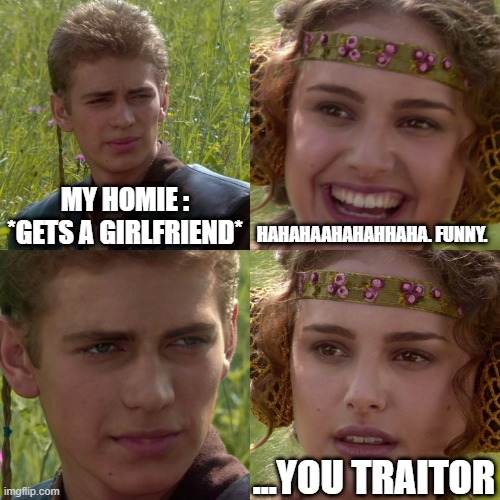 MY HOMIE :
*GETS A GIRLFRIEND*
HAHAHAAHAHAHHAHA. FUNNY.
...YOU TRAITOR
imgflip.com